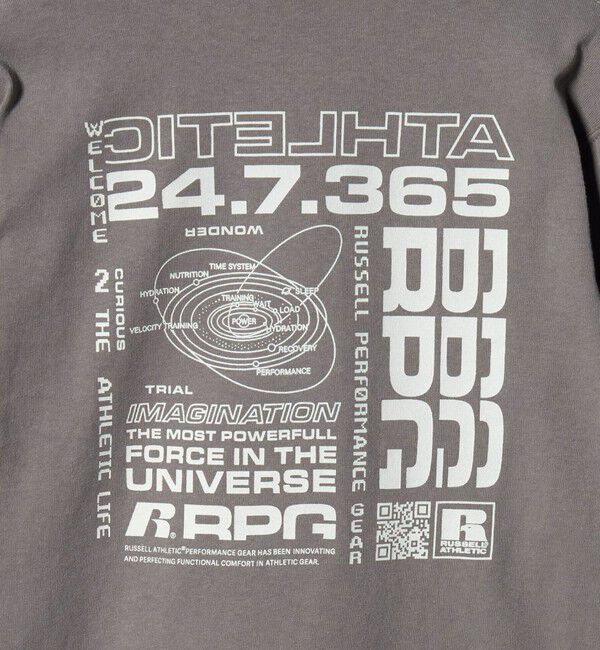 ATHLETIC
24.7.365
WELCOME 2 THE ATHLETIC LIFE
CURIOUS
WONDER
TIME SYSTEM
NUTRITION
SLEEP
HYDRATION
TRAINING
WAIT
LOAD
POWER
VELOCITY TRAINING
HYDRATION
RECOVERY
PERFORMANCE
TRIAL
RUSSELL PERFORMANCE GEAR
RPG
IMAGINATION
THE MOST POWERFULL
FORCE IN THE
UNIVERSE
R® RPG
RUSSELL ATHLETIC® PERFORMANCE GEAR HAS BEEN INNOVATING
AND PERFECTING FUNCTIONAL COMFORT IN ATHLETIC GEAR.
R
RUSSELL
ATHLETIC